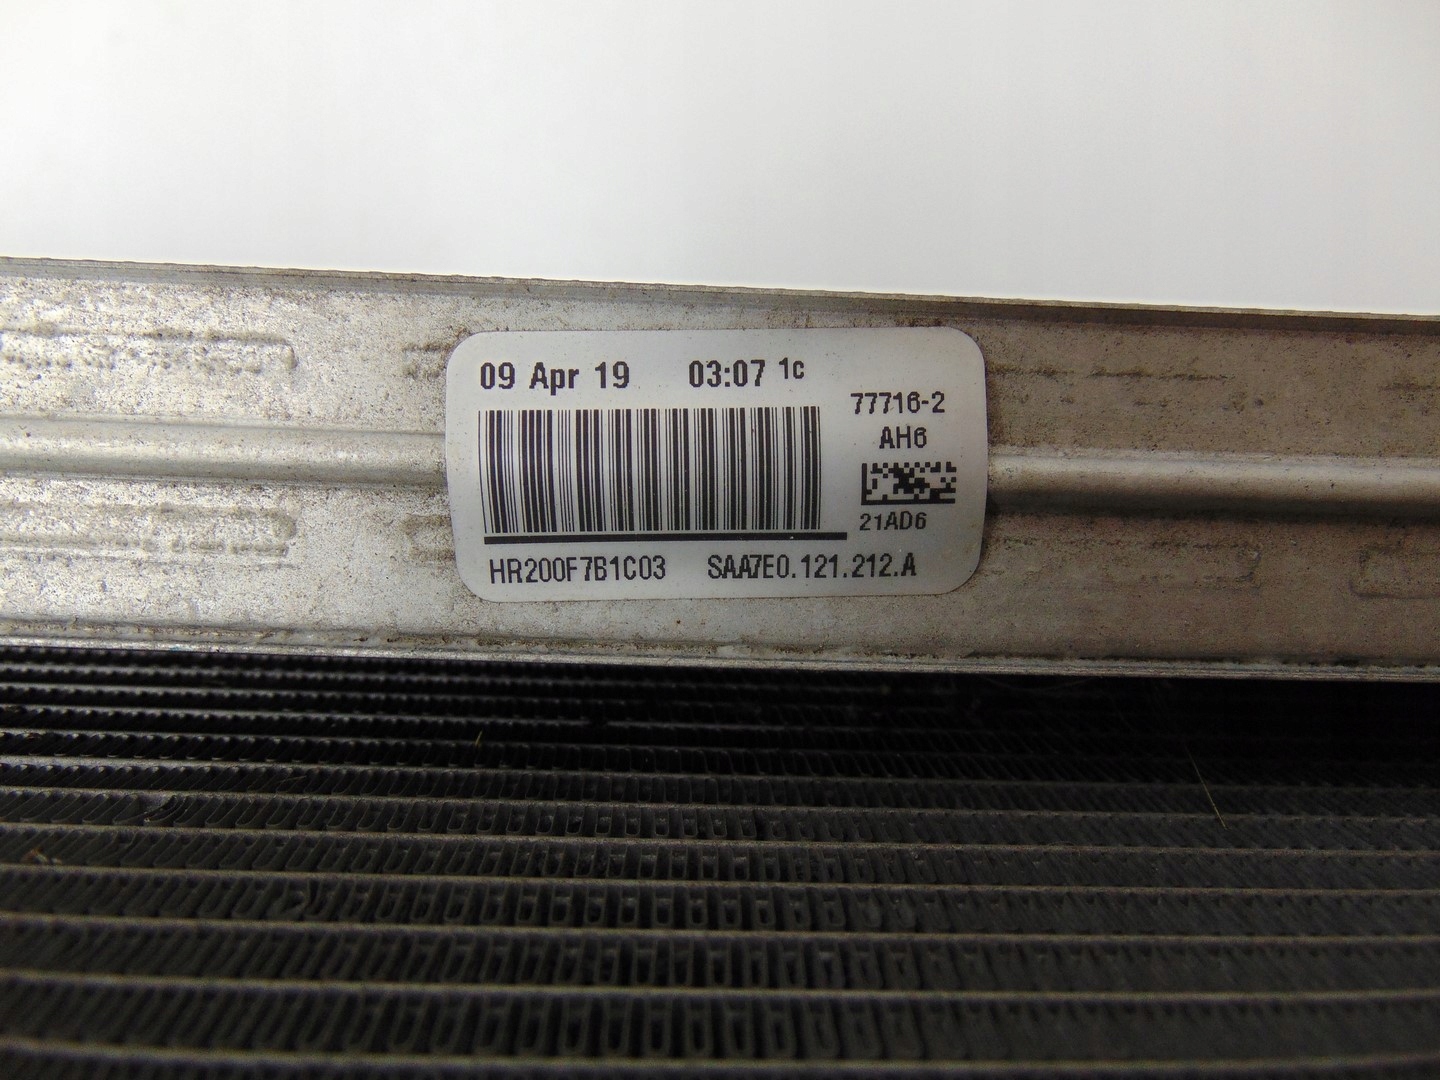 09 Apr 19 03:07 1c
77716-2
AH6
21AD6
HR200F7B1C03 SAA7E0.121.212.A